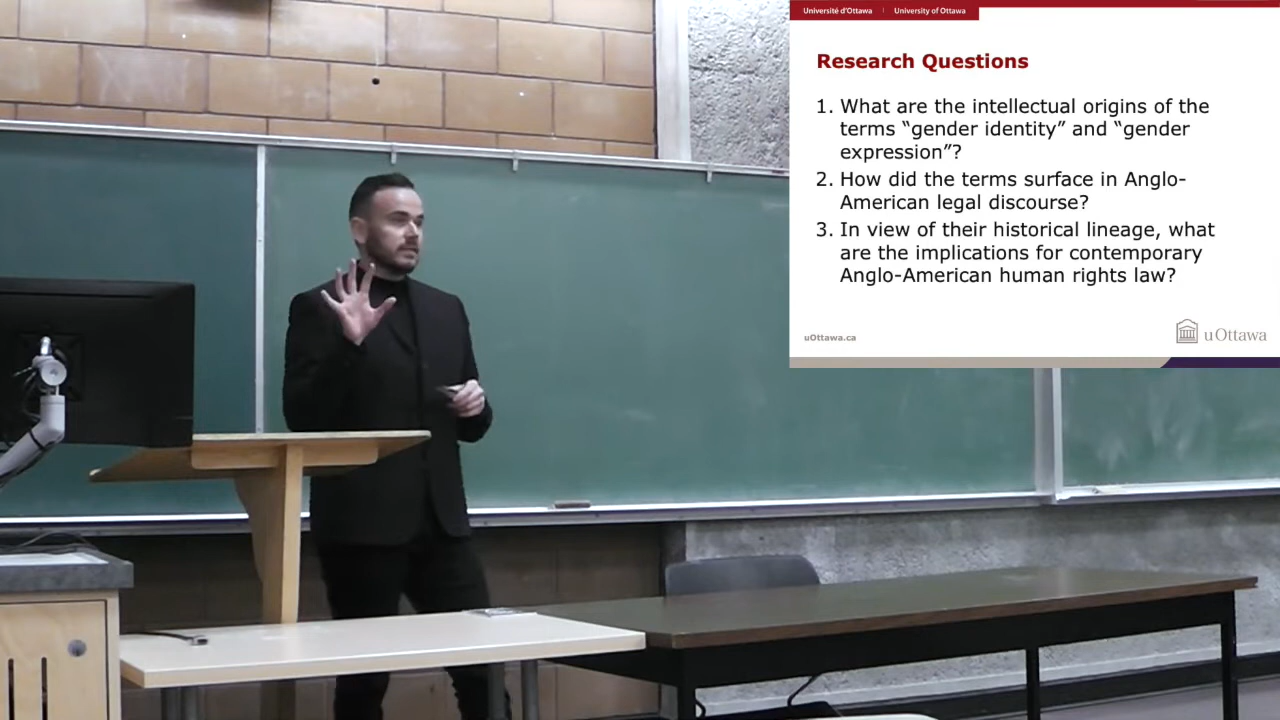 Université d'Ottawa | University of Ottawa
Research Questions
1. What are the intellectual origins of the
terms “gender identity” and “gender
expression”?
2. How did the terms surface in Anglo-
American legal discourse?
3. In view of their historical lineage, what
are the implications for contemporary
Anglo-American human rights law?
uOttawa.ca
uOttawa